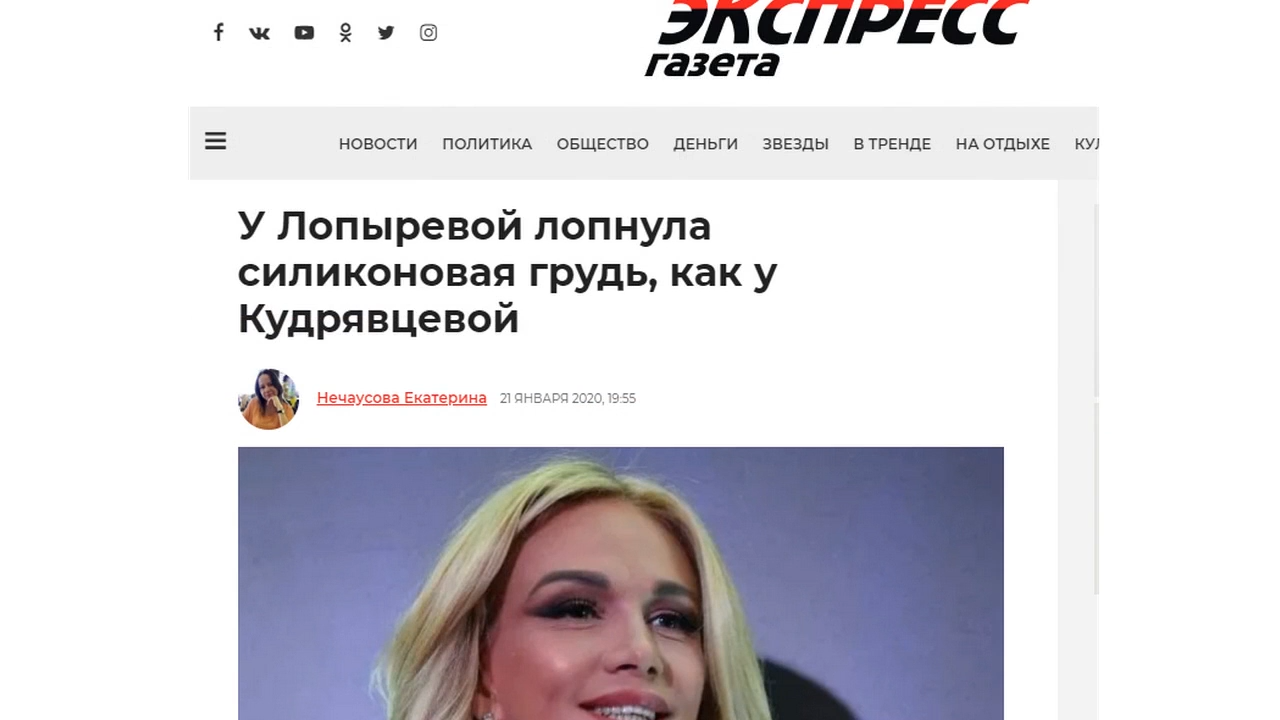 ЭКСПРЕСС
газета
НОВОСТИ ПОЛИТИКА ОБЩЕСТВО ДЕНЬГИ ЗВЕЗДЫ В ТРЕНДЕ НА ОТДЫХЕ КУЛ
У Лопыревой лопнула
силиконовая грудь, как у
Кудрявцевой
Нечаусова Екатерина 21 ЯНВАРЯ 2020, 19:55